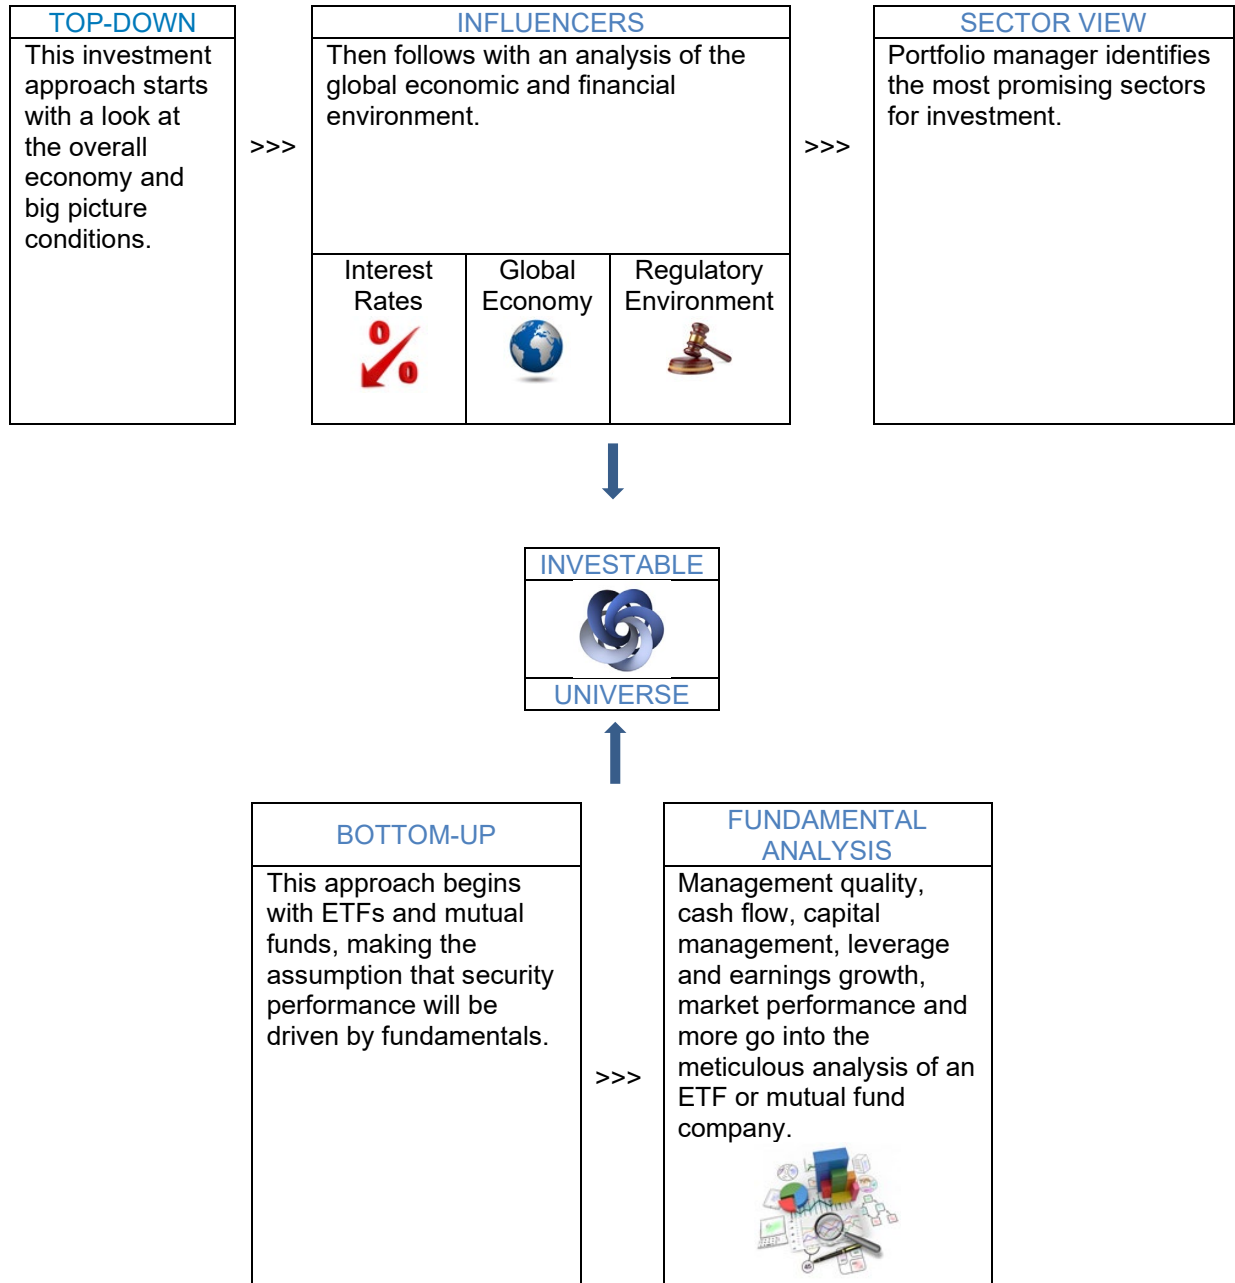 TOP-DOWN
This investment
approach starts
with a look at
the overall
economy and
big picture
conditions.
>>>
INFLUENCERS
Then follows with an analysis of the
global economic and financial
environment.
Interest
Rates
Global
Economy
Regulatory
Environment
>>>
SECTOR VIEW
Portfolio manager identifies
the most promising sectors
for investment.
INVESTABLE
UNIVERSE
BOTTOM-UP
This approach begins
with ETFs and mutual
funds, making the
assumption that security
performance will be
driven by fundamentals.
>>>
FUNDAMENTAL
ANALYSIS
Management quality,
cash flow, capital
management, leverage
and earnings growth,
market performance and
more go into the
meticulous analysis of an
ETF or mutual fund
company.